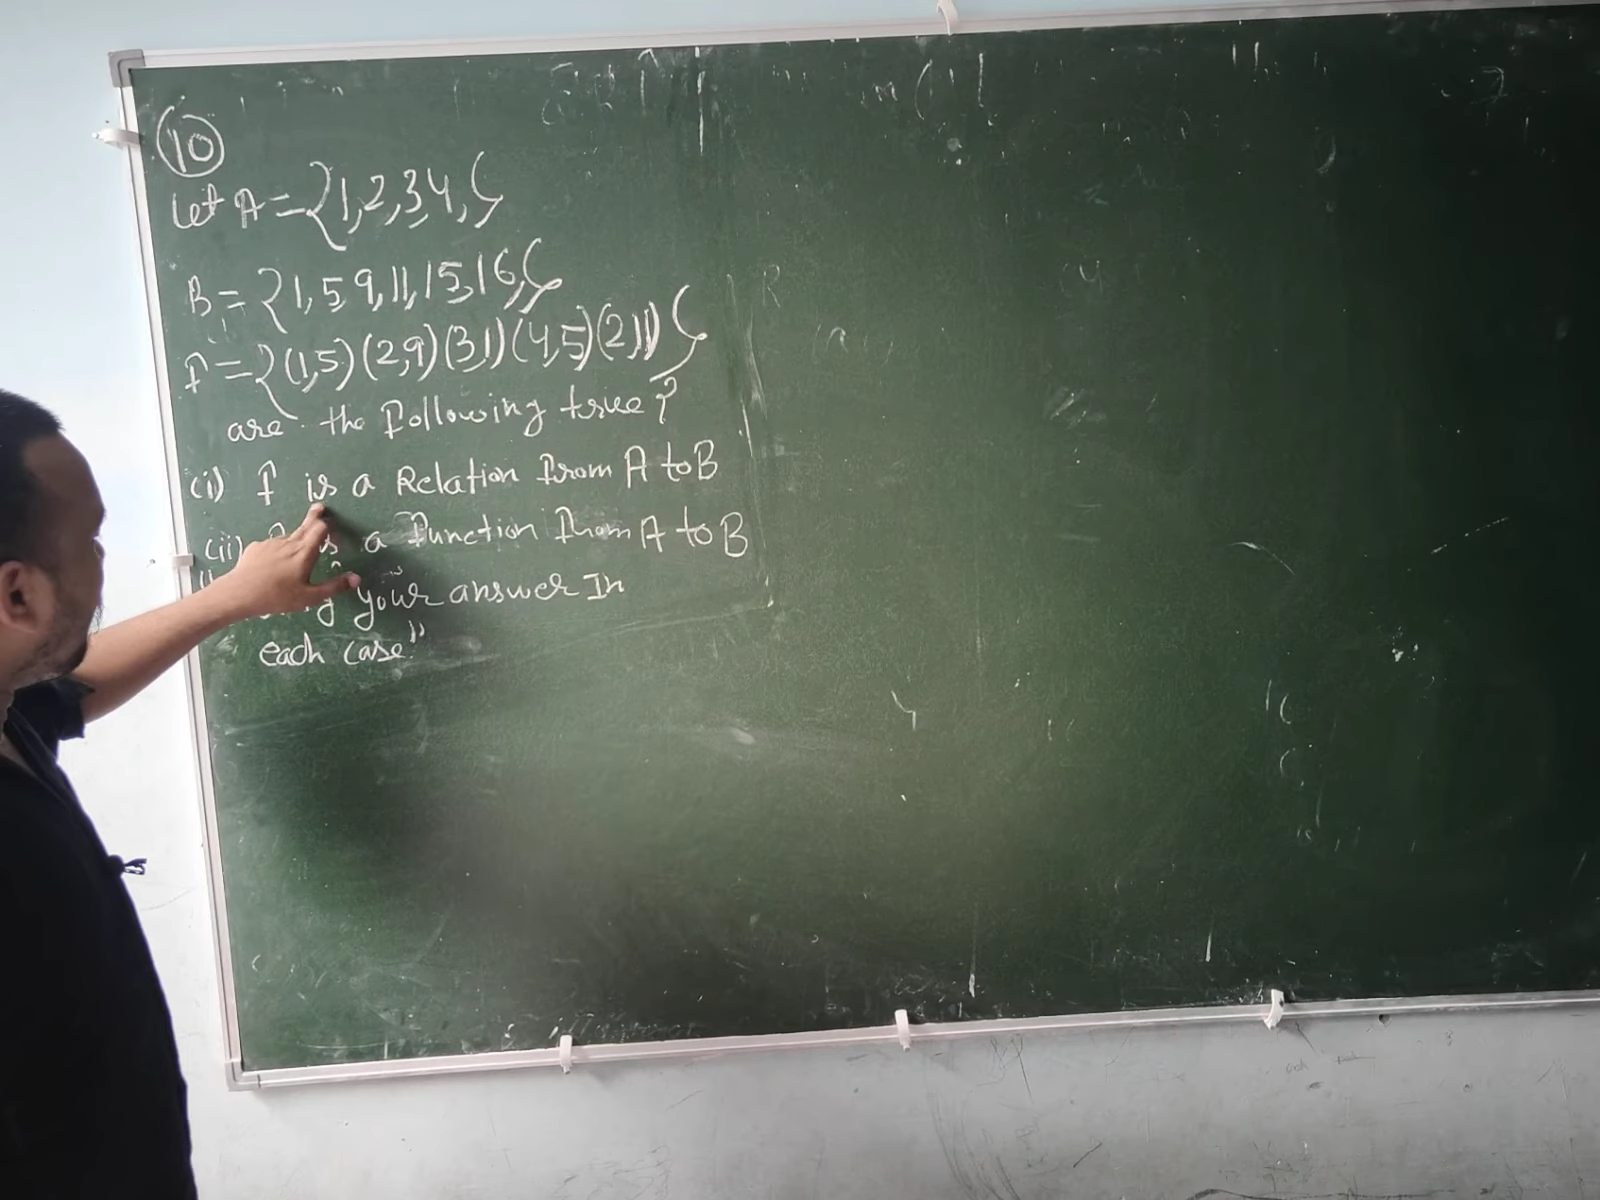 10
Let A = {1,2,3,4,}
B = {1,5,9,11,15,16,}
f = {(1,5)(2,9)(3,1)(4,5)(2,11)}
are the following true?
(i) f is a Relation from A to B
(ii) is a function from A to B
your answer In
each case"